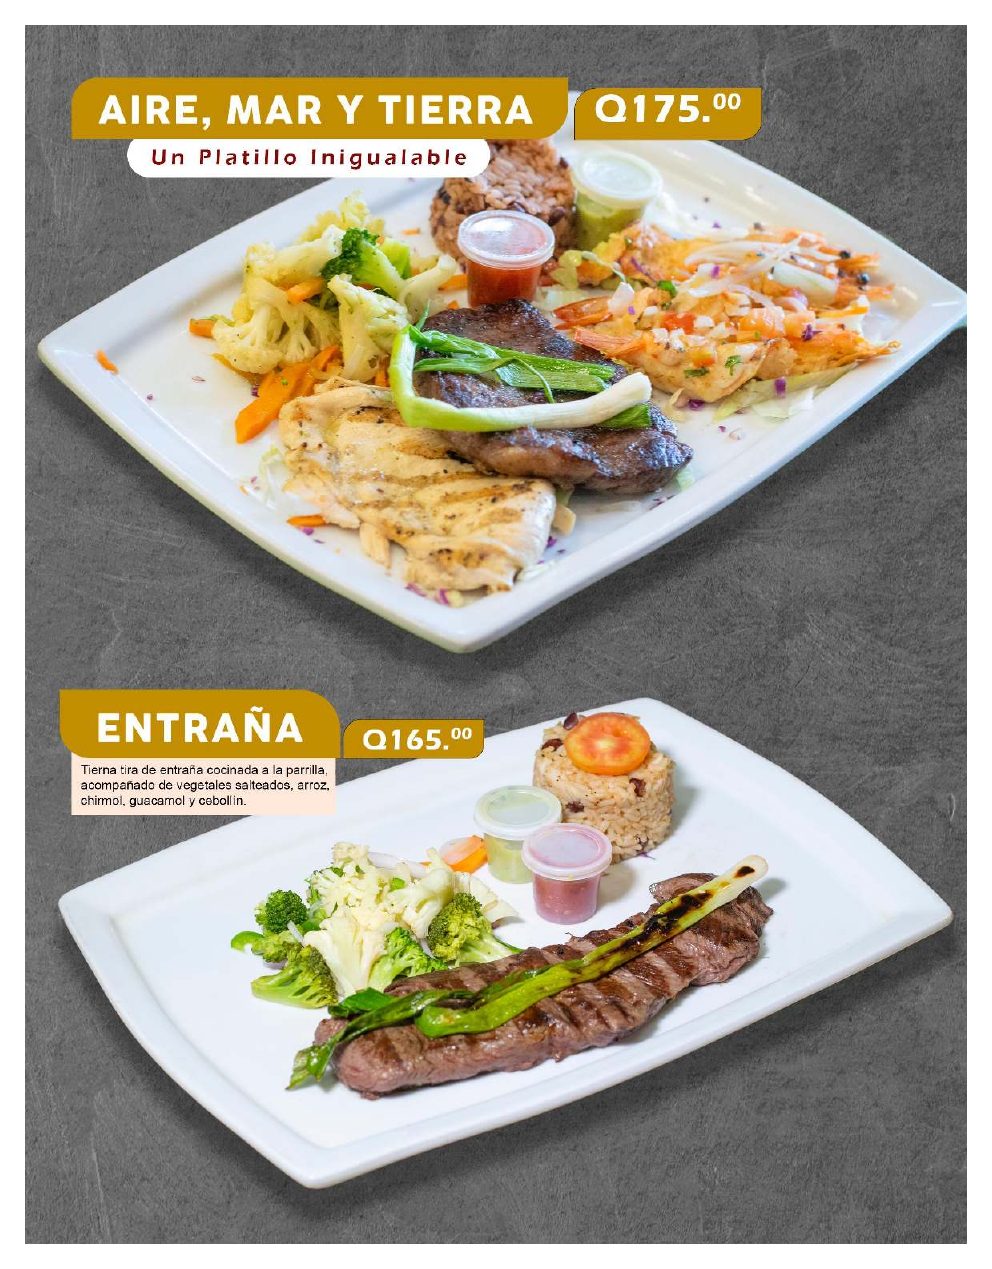 AIRE, MAR Y TIERRA
Q175.00
Un Platillo Inigualable
ENTRAÑA
Q165.00
Tierna tira de entraña cocinada a la parrilla,
acompañado de vegetales salteados, arroz,
chirmol, guacamol y cebollin.